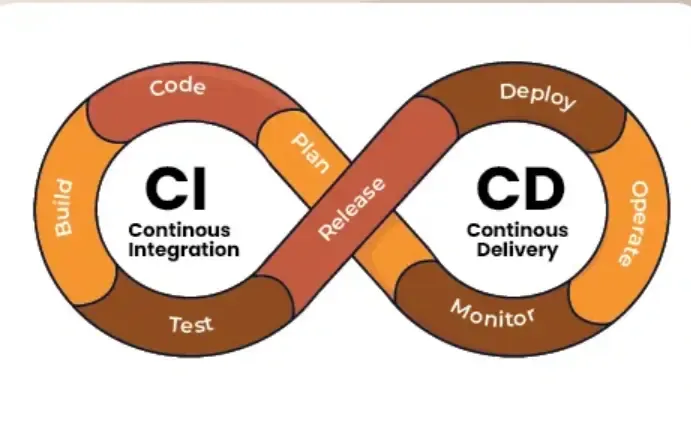 Code
Plan
Build
CI
Continous
Integration
Test
Release
Deploy
CD
Continous
Delivery
Operate
Monitor